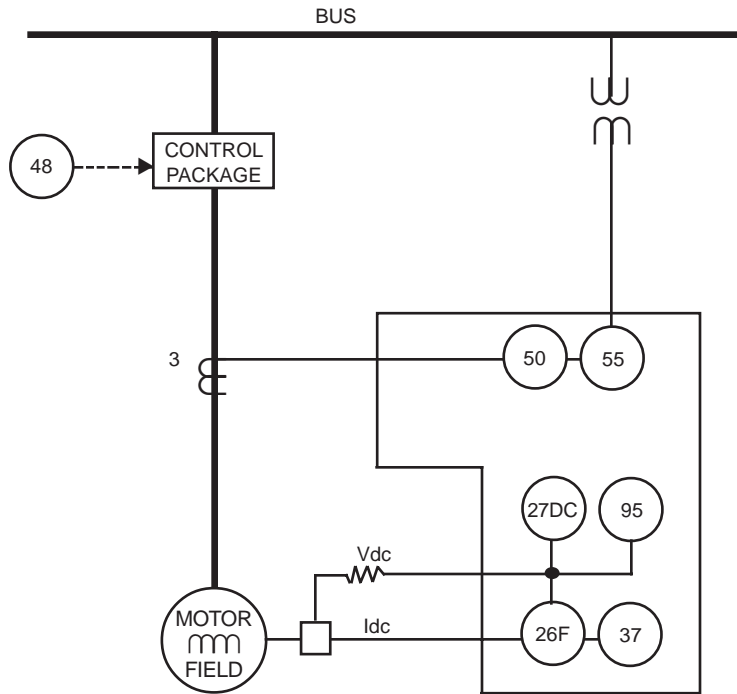 BUS
48
CONTROL
PACKAGE
3
50
55
27DC
95
Vdc
MOTOR
FIELD
Idc
26F
37